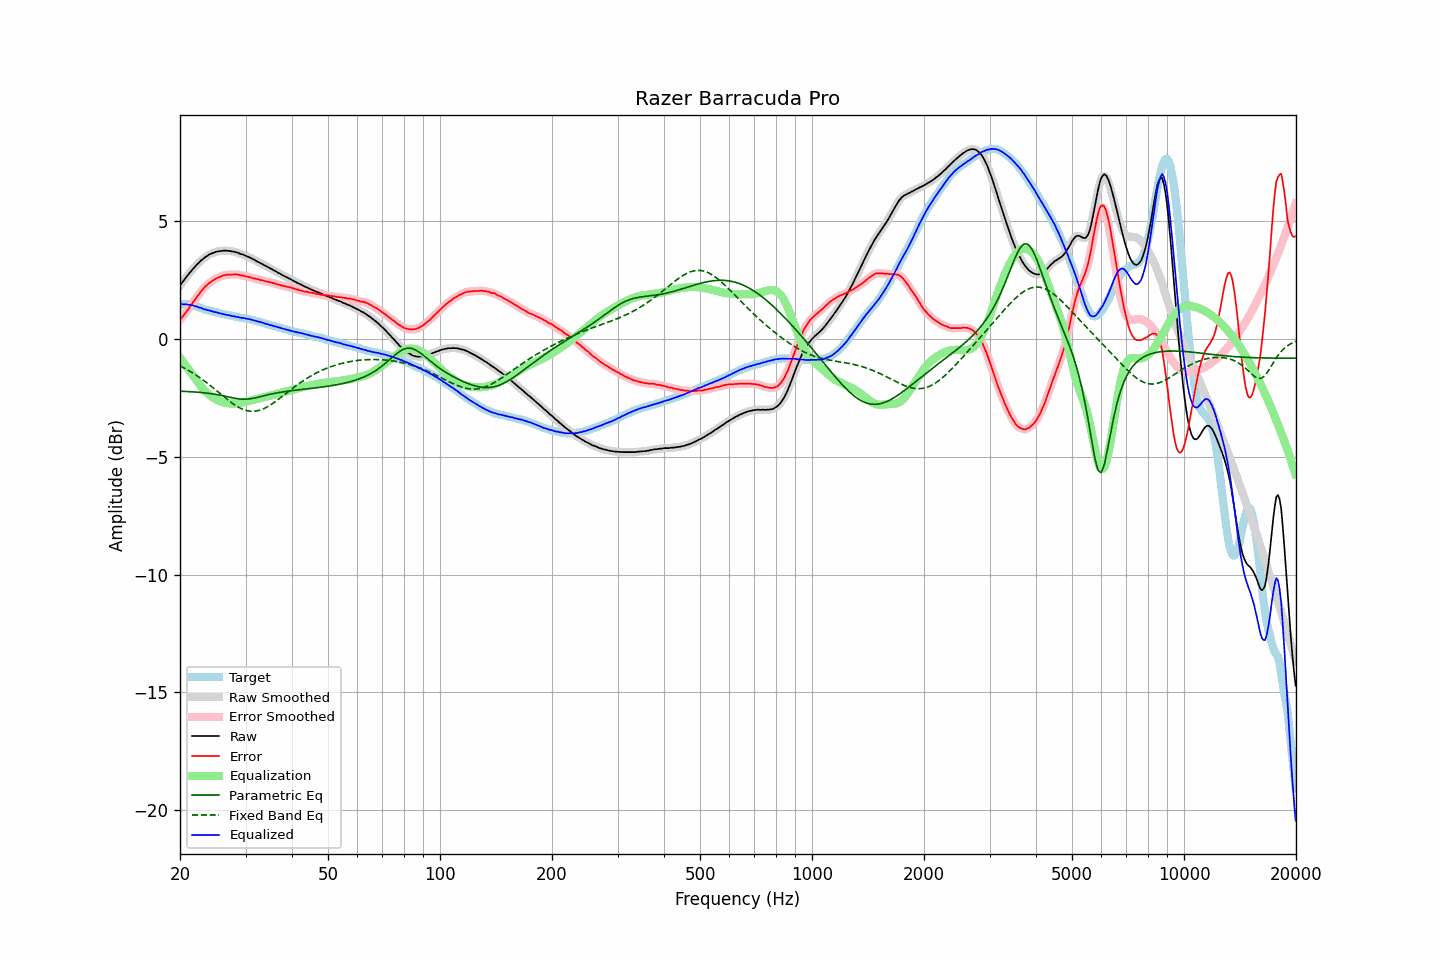 Razer Barracuda Pro
5
0
−5
−10
−15
−20
Amplitude (dBr)
Target
Raw Smoothed
Error Smoothed
Raw
Error
Equalization
Parametric Eq
Fixed Band Eq
Equalized
20 50 100 200 500 1000 2000 5000 10000 20000
Frequency (Hz)